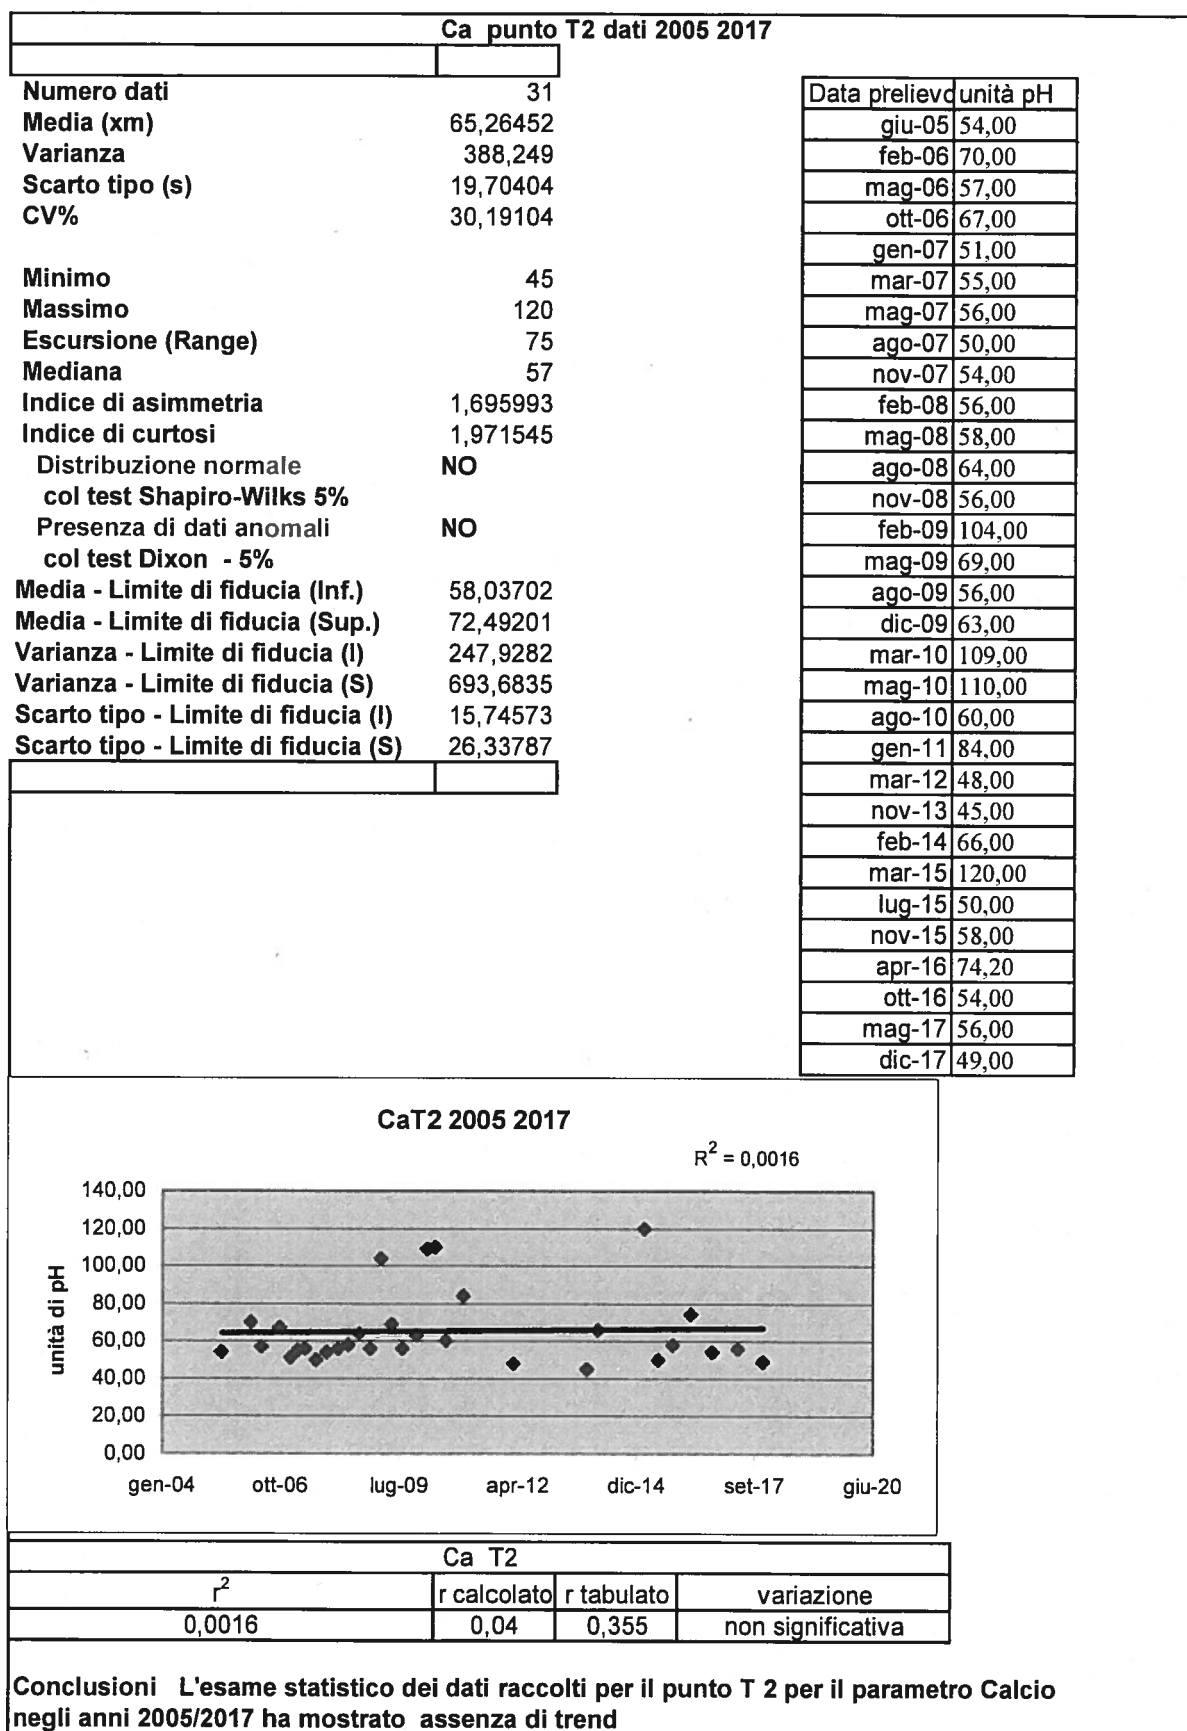 Ca punto T2 dati 2005 2017
Numero dati 31
Media (xm) 65,26452
Varianza 388,249
Scarto tipo (s) 19,70404
CV% 30,19104
Minimo 45
Massimo 120
Escursione (Range) 75
Mediana 57
Indice di asimmetria 1,695993
Indice di curtosi 1,971545
Distribuzione normale NO
col test Shapiro-Wilks 5%
Presenza di dati anomali NO
col test Dixon - 5%
Media - Limite di fiducia (Inf.) 58,03702
Media - Limite di fiducia (Sup.) 72,49201
Varianza - Limite di fiducia (I) 247,9282
Varianza - Limite di fiducia (S) 693,6835
Scarto tipo - Limite di fiducia (I) 15,74573
Scarto tipo - Limite di fiducia (S) 26,33787
Data prelievo unità pH
giu-05 54,00
feb-06 70,00
mag-06 57,00
ott-06 67,00
gen-07 51,00
mar-07 55,00
mag-07 56,00
ago-07 50,00
nov-07 54,00
feb-08 56,00
mag-08 58,00
ago-08 64,00
nov-08 56,00
feb-09 104,00
mag-09 69,00
ago-09 56,00
dic-09 63,00
mar-10 109,00
mag-10 110,00
ago-10 60,00
gen-11 84,00
mar-12 48,00
nov-13 45,00
feb-14 66,00
mar-15 120,00
lug-15 50,00
nov-15 58,00
apr-16 74,20
ott-16 54,00
mag-17 56,00
dic-17 49,00
CaT2 2005 2017
R² = 0,0016
unità di pH
140,00
120,00
100,00
80,00
60,00
40,00
20,00
0,00
gen-04 ott-06 lug-09 apr-12 dic-14 set-17 giu-20
Ca T2
r² r calcolato r tabulato variazione
0,0016 0,04 0,355 non significativa
Conclusioni L'esame statistico dei dati raccolti per il punto T 2 per il parametro Calcio
negli anni 2005/2017 ha mostrato assenza di trend